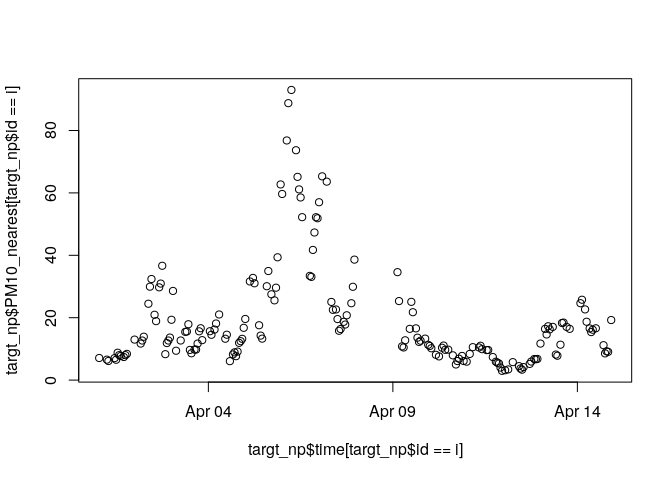 targt_np$PM10_nearest[targt_np$id == i]
80
60
40
20
0
Apr 04 Apr 09 Apr 14
targt_np$time[targt_np$id == i]